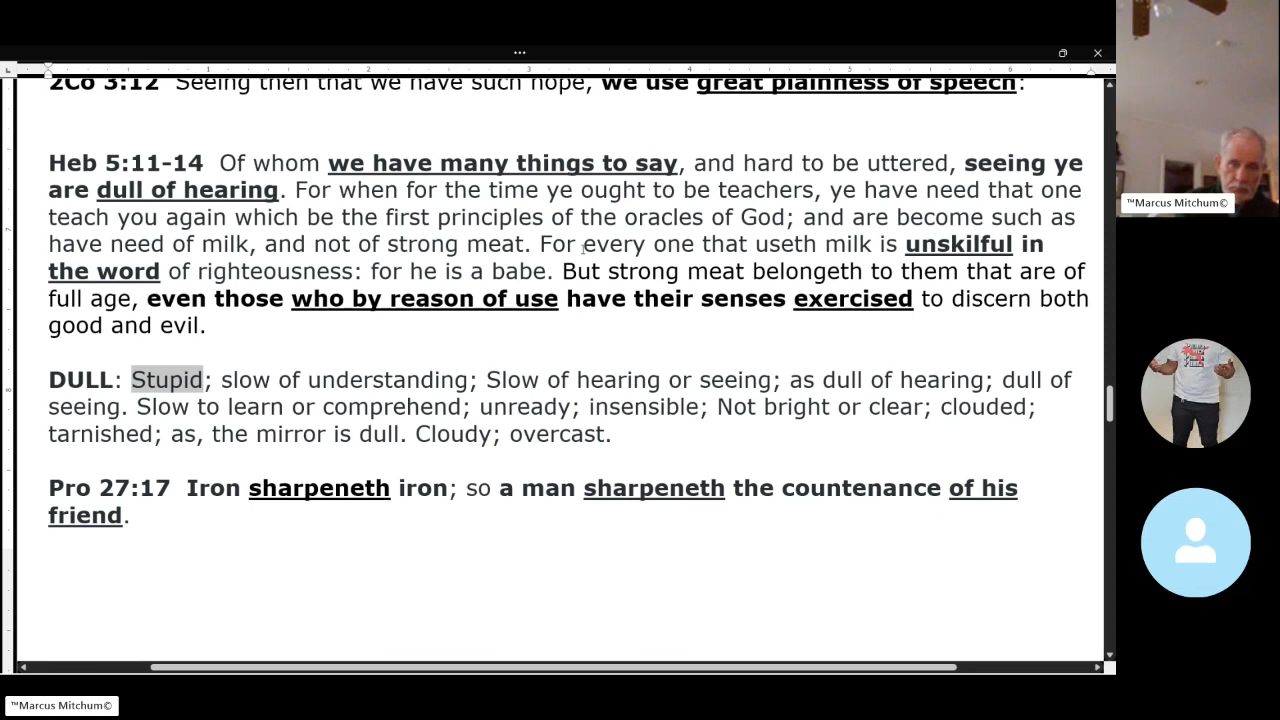 2Co 3:12  Seeing then that we have such hope, we use great plainness of speech:
Heb 5:11-14  Of whom we have many things to say, and hard to be uttered, seeing ye
are dull of hearing. For when for the time ye ought to be teachers, ye have need that one
teach you again which be the first principles of the oracles of God; and are become such as
have need of milk, and not of strong meat. For every one that useth milk is unskilful in
the word of righteousness: for he is a babe. But strong meat belongeth to them that are of
full age, even those who by reason of use have their senses exercised to discern both
good and evil.
DULL: Stupid; slow of understanding; Slow of hearing or seeing; as dull of hearing; dull of
seeing. Slow to learn or comprehend; unready; insensible; Not bright or clear; clouded;
tarnished; as, the mirror is dull. Cloudy; overcast.
Pro 27:17  Iron sharpeneth iron; so a man sharpeneth the countenance of his
friend.
™Marcus Mitchum©
™Marcus Mitchum©
1 2 3 4 5 6
7
8